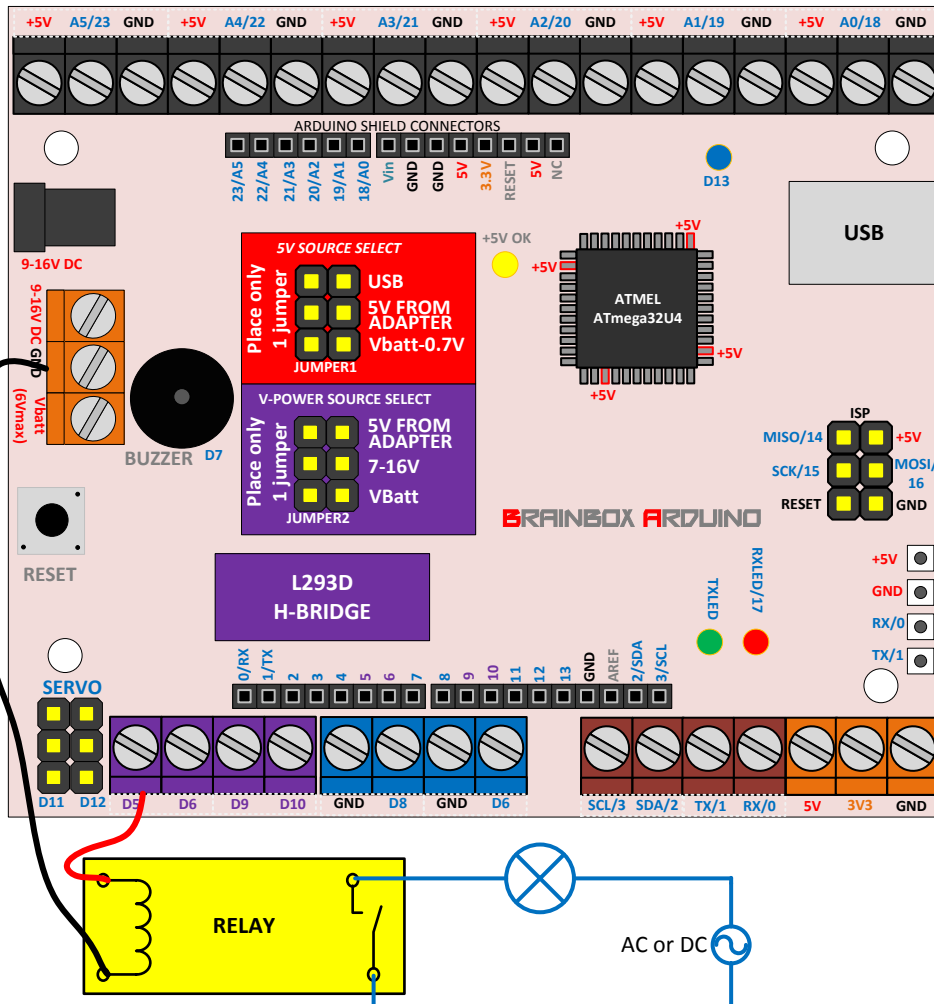 +5V A5/23 GND +5V A4/22 GND +5V A3/21 GND +5V A2/20 GND +5V A1/19 GND +5V A0/18 GND
ARDUINO SHIELD CONNECTORS
23/A5
22/A4
21/A3
20/A2
19/A1
18/A0
Vin
GND
GND
5V
3.3V
RESET
5V
NC
D13
USB
9-16V DC
5V SOURCE SELECT
Place only
1 jumper
USB
5V FROM
ADAPTER
Vbatt-0.7V
JUMPER1
+5V OK
+5V
+5V
ATMEL
ATmega32U4
+5V
+5V
9-16V DC
GND
Vbatt
(6Vmax)
BUZZER D7
V-POWER SOURCE SELECT
Place only
1 jumper
5V FROM
ADAPTER
7-16V
VBatt
JUMPER2
ISP
MISO/14
+5V
SCK/15
MOSI/
16
RESET
GND
BRAINBOX ARDUINO
RESET
L293D
H-BRIDGE
TXLED
RXLED/17
+5V
GND
RX/0
TX/1
SERVO
0/RX
1/TX
2
3
4
5
6
7
8
9
10
11
12
13
GND
AREF
2/SDA
3/SCL
D11 D12 D5 D6 D9 D10 GND D8 GND D6 SCL/3 SDA/2 TX/1 RX/0 5V 3V3 GND
RELAY
AC or DC